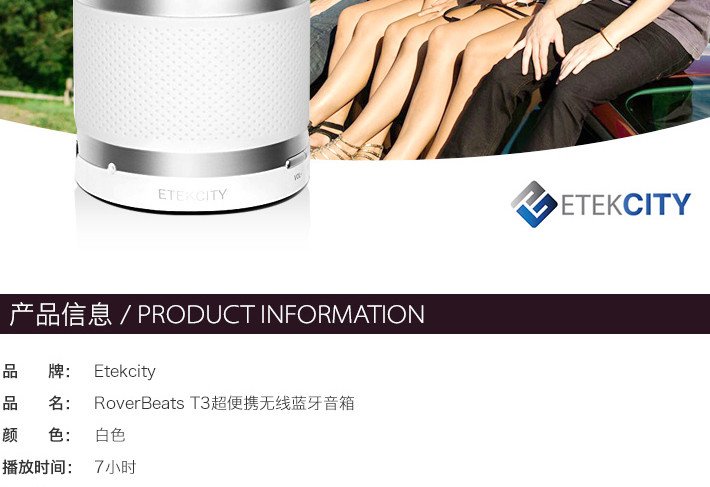 VOL+
ETEKCITY
ETEKCITY
产品信息 / PRODUCT INFORMATION
品 牌: Etekcity
品 名: RoverBeats T3超便携无线蓝牙音箱
颜 色: 白色
播放时间: 7小时